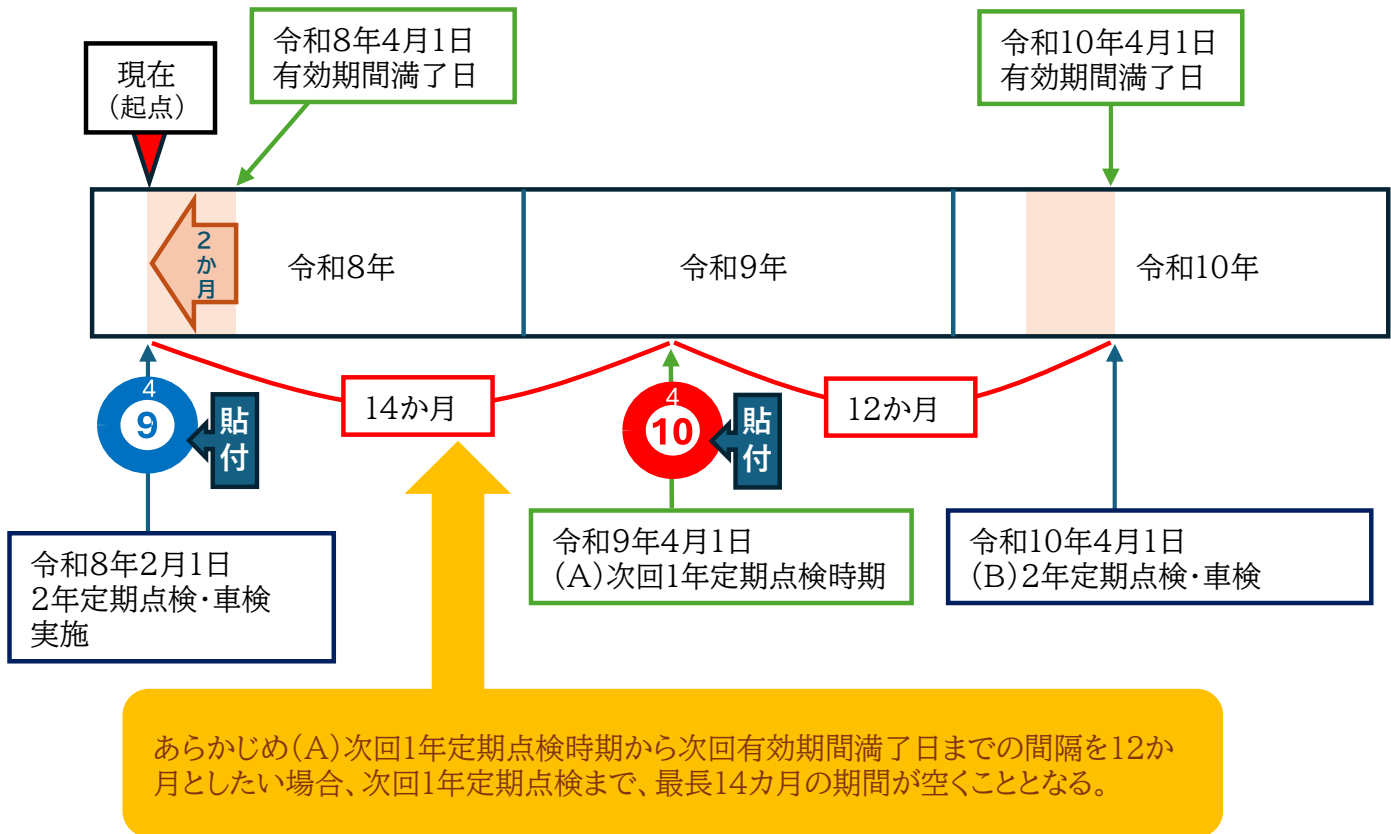 令和8年4月1日
有効期間満了日
令和10年4月1日
有効期間満了日
現在
(起点)
2か月
令和8年
令和9年
令和10年
4
9
貼付
14か月
4
10
貼付
12か月
令和8年2月1日
2年定期点検・車検
実施
令和9年4月1日
(A)次回1年定期点検時期
令和10年4月1日
(B)2年定期点検・車検
あらかじめ(A)次回1年定期点検時期から次回有効期間満了日までの間隔を12か
月としたい場合、次回1年定期点検まで、最長14カ月の期間が空くこととなる。